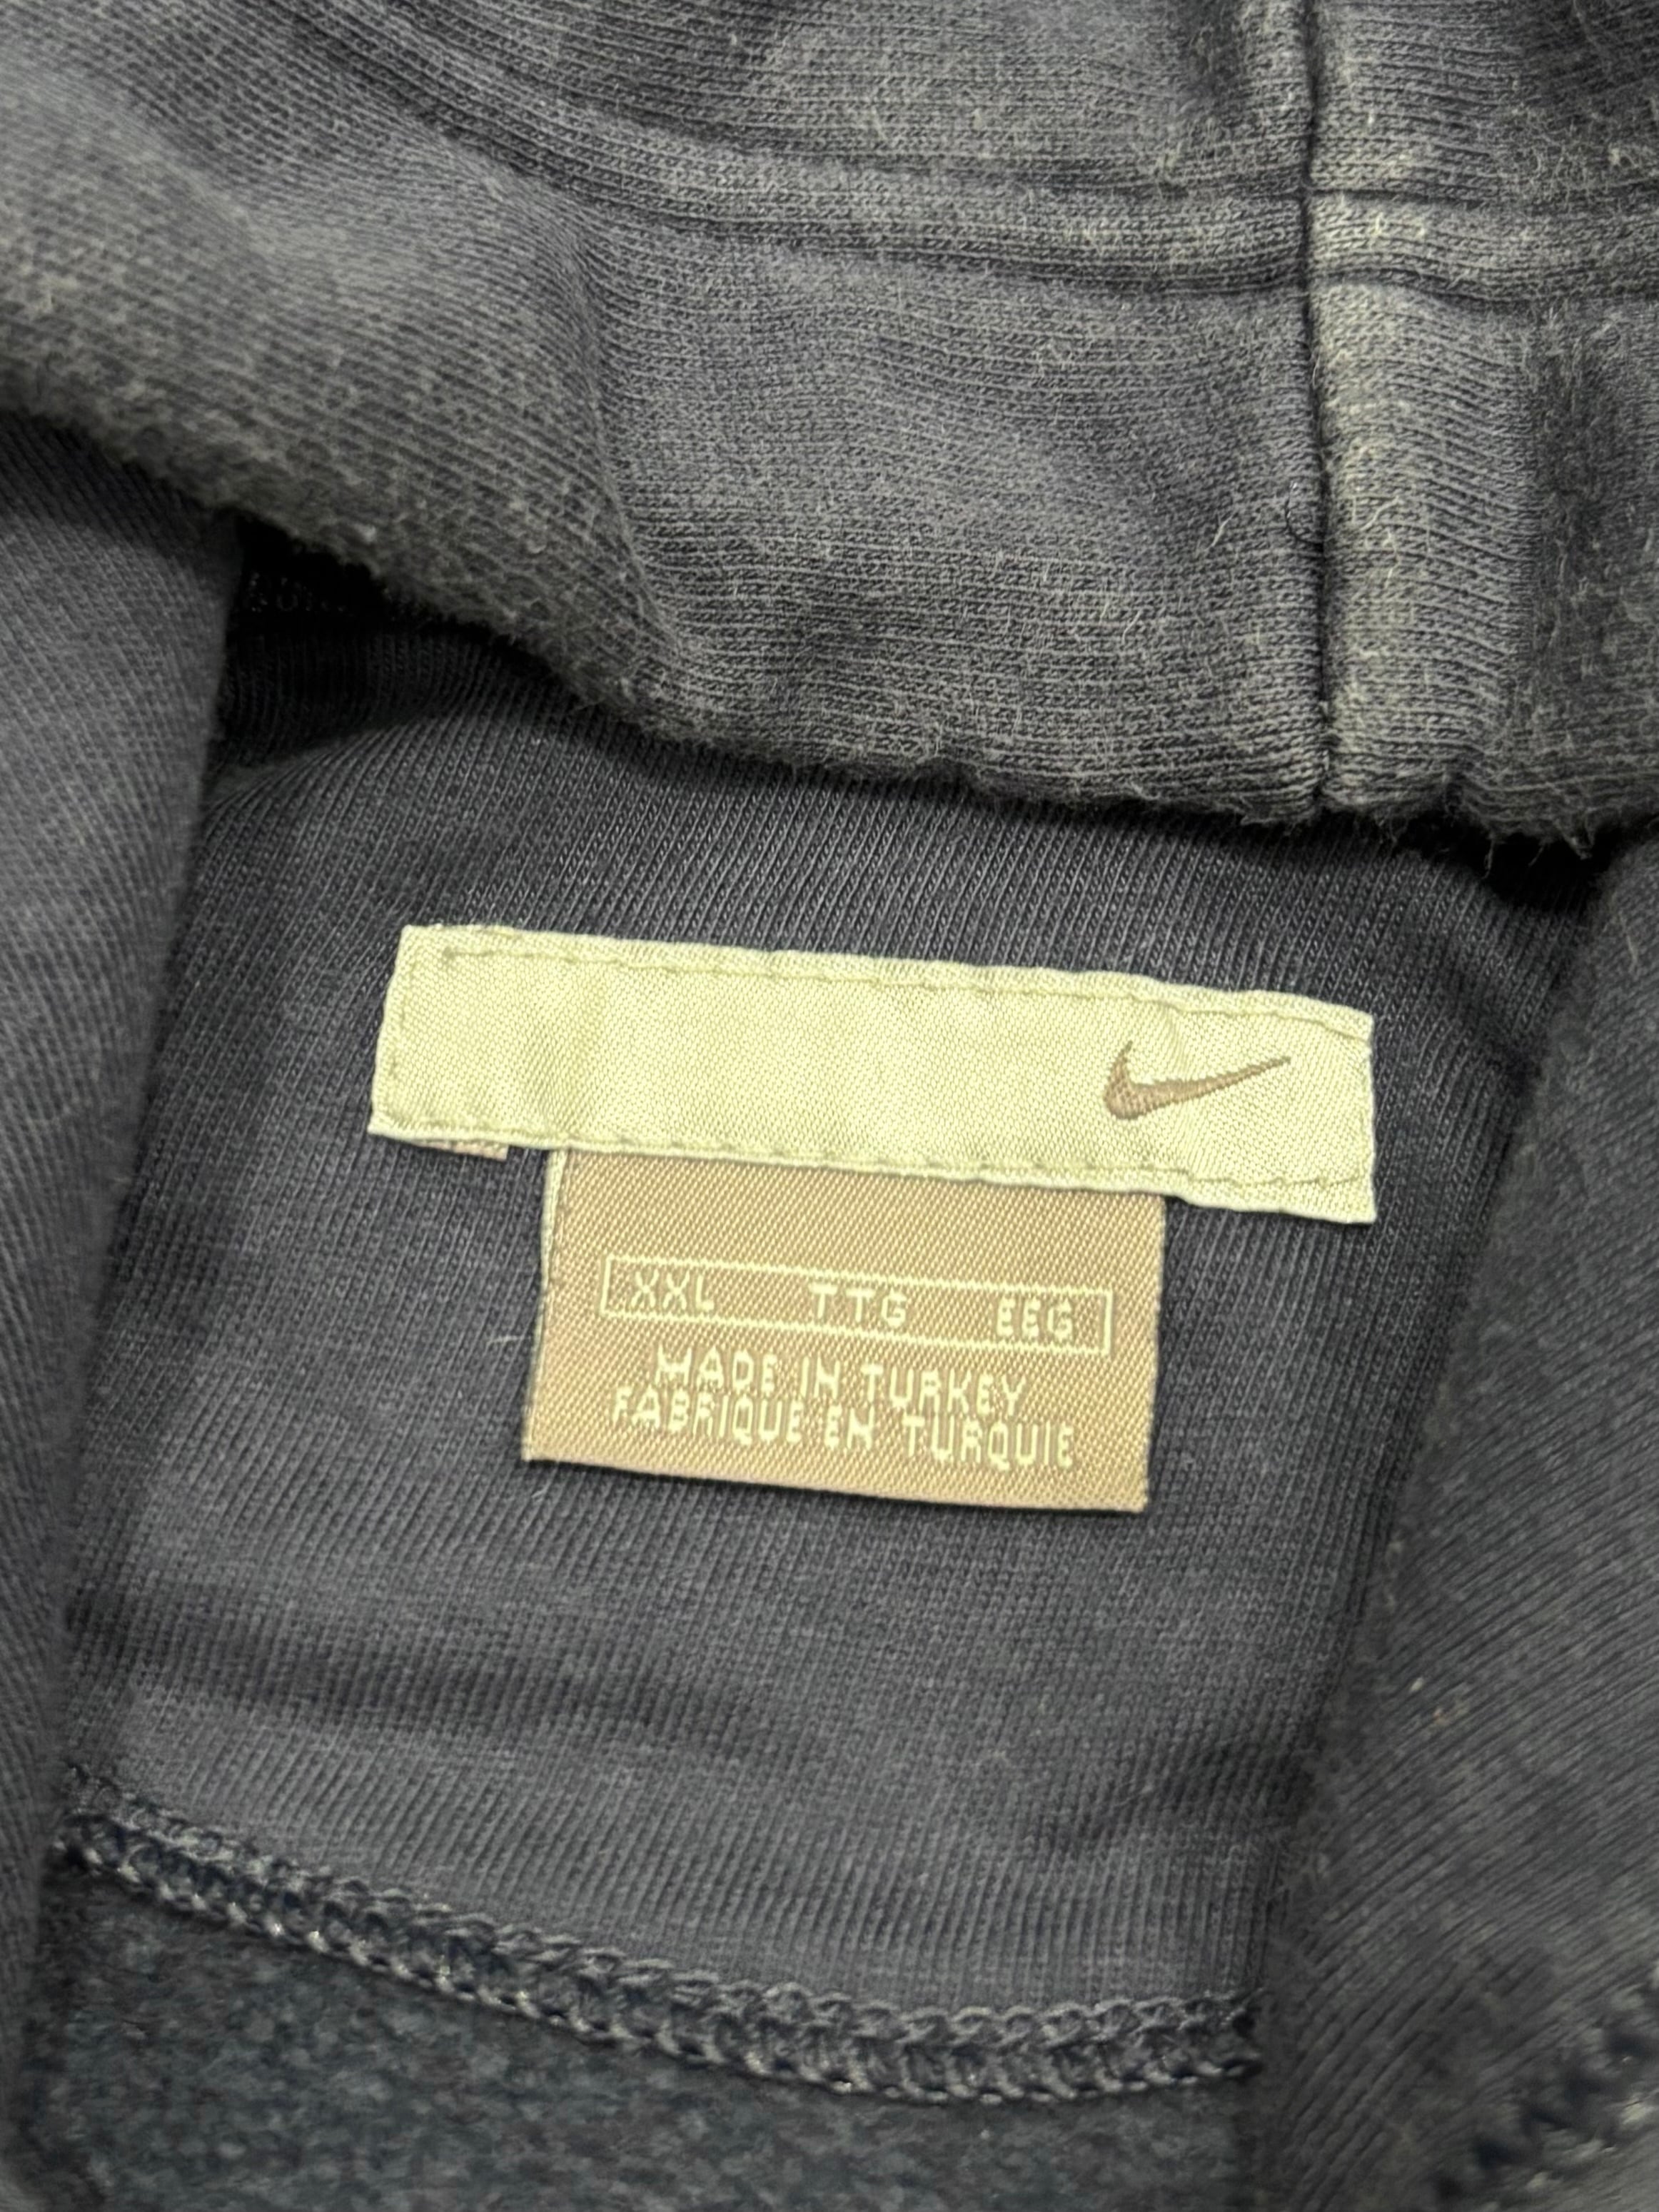 XXL TTG EEG
MADE IN TURKEY
FABRIQUE EN TURQUIE